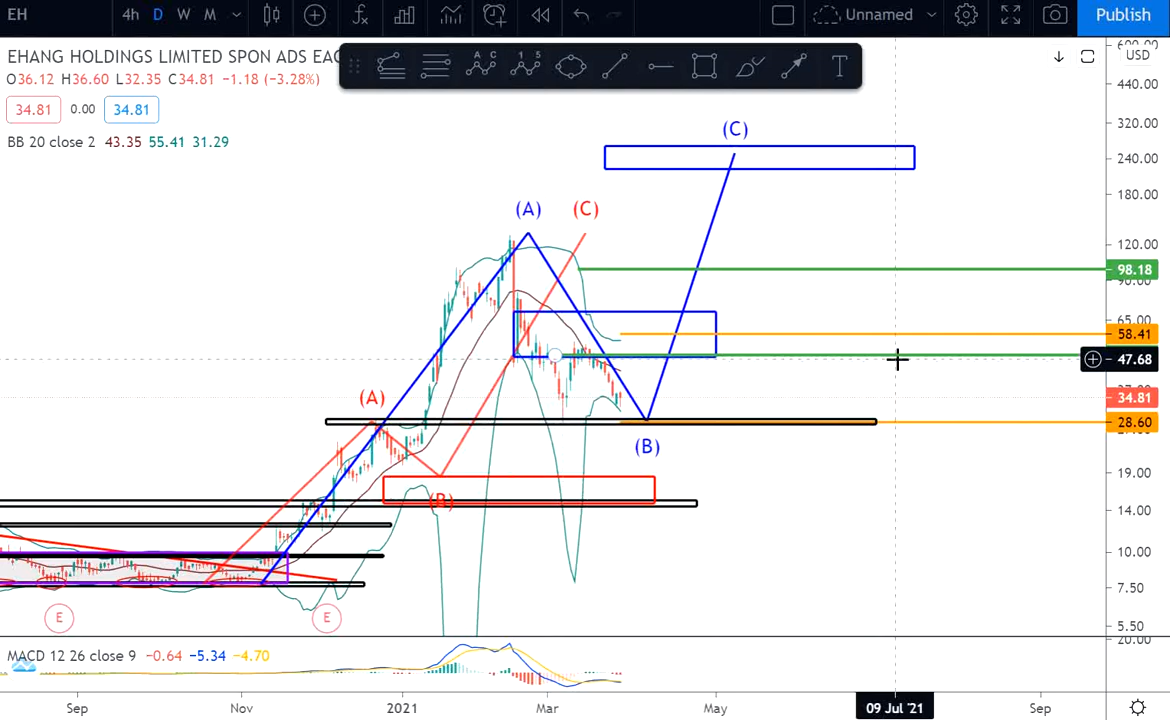 EH 4h D W M Unnamed Publish
EHANG HOLDINGS LIMITED SPON ADS EAC
A C 1 5 T
O36.12 H36.60 L32.35 C34.81 −1.18 (−3.28%)
34.81 0.00 34.81
BB 20 close 2 43.35 55.41 31.29
USD
440.00
320.00
240.00
180.00
120.00
98.18
65.00
58.41
47.68
34.81
28.60
19.00
14.00
10.00
7.50
5.50
20.00
(C)
(A) (C)
(A)
(B)
(B)
E E
MACD 12 26 close 9 −0.64 −5.34 −4.70
Sep Nov 2021 Mar May 09 Jul '21 Sep